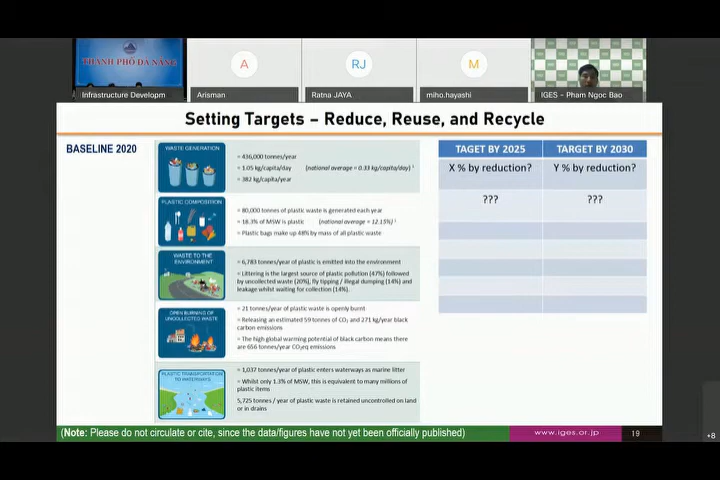 THÀNH PHỐ ĐÀ NẴNG
A
RJ
M
Infrastructure Developm
Arisman
Ratna JAYA
miho.hayashi
IGES - Pham Ngoc Bao
Setting Targets – Reduce, Reuse, and Recycle
BASELINE 2020
WASTE GENERATION
436,000 tonnes/year
1.05 kg/capita/day (national average = 0.33 kg/capita/day)
382 kg/capita/year
PLASTIC COMPOSITION
80,000 tonnes of plastic waste is generated each year
18.3% of MSW is plastic (national average = 12.15%)
Plastic bags make up 48% by mass of all plastic waste
WASTE TO THE
ENVIRONMENT
6,783 tonnes/year of plastic is emitted into the environment
Littering is the largest source of plastic pollution (47%) followed
by uncollected waste (20%), fly tipping / illegal dumping (14%) and
leakage whilst waiting for collection (14%).
OPEN BURNING OF
UNCOLLECTED WASTE
21 tonnes/year of plastic waste is openly burnt
Releasing an estimated 59 tonnes of CO₂ and 271 kg/year black
carbon emissions
The high global warming potential of black carbon means there
are 656 tonnes/year CO₂eq emissions
PLASTIC TRANSPORTATION
TO WATERWAYS
1,037 tonnes/year of plastic enters waterways as marine litter
Whilst only 1.3% of MSW, this is equivalent to many millions of
plastic items
5,725 tonnes / year of plastic waste is retained uncontrolled on land
or in drains
TAGET BY 2025
TARGET BY 2030
X % by reduction?
Y % by reduction?
???
???
(Note: Please do not circulate or cite, since the data/figures have not yet been officially published)
www.iges.or.jp
19
+8